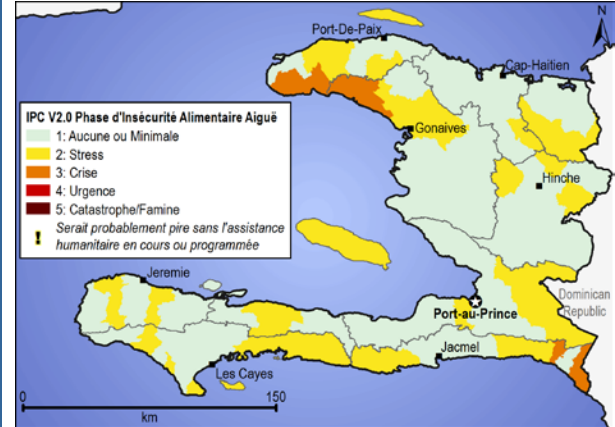 Port-De-Paix
N
Cap-Haitien
IPC V2.0 Phase d'Insécurité Alimentaire Aiguë
1: Aucune ou Minimale
2: Stress
3: Crise
4: Urgence
5: Catastrophe/Famine
! Serait probablement pire sans l'assistance
humanitaire en cours ou programmée
Gonaives
Hinche
Jeremie
Dominican
Republic
Port-au-Prince
Jacmel
Les Cayes
0 150
km